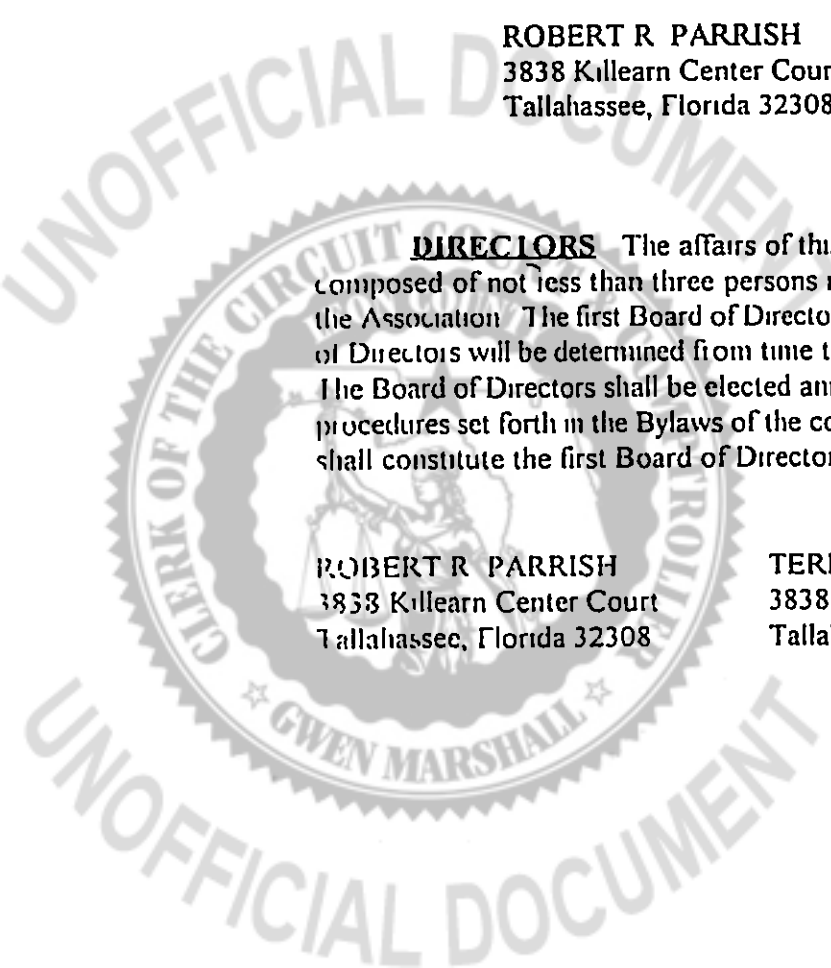 ROBERT R PARRISH
3838 Killearn Center Cour
Tallahassee, Florida 32308
DIRECTORS The affairs of thi
composed of not less than three persons
the Association The first Board of Directo
of Directors will be determined from time t
The Board of Directors shall be elected an
procedures set forth in the Bylaws of the co
shall constitute the first Board of Director
ROBERT R PARRISH TER
3838 Killearn Center Court 3838
Tallahassee, Florida 32308 Talla
UNOFFICIAL DOCUMENT
CLERK OF THE CIRCUIT
TROLLER
GWEN MARSHALL
UNOFFICIAL DOCUMENT